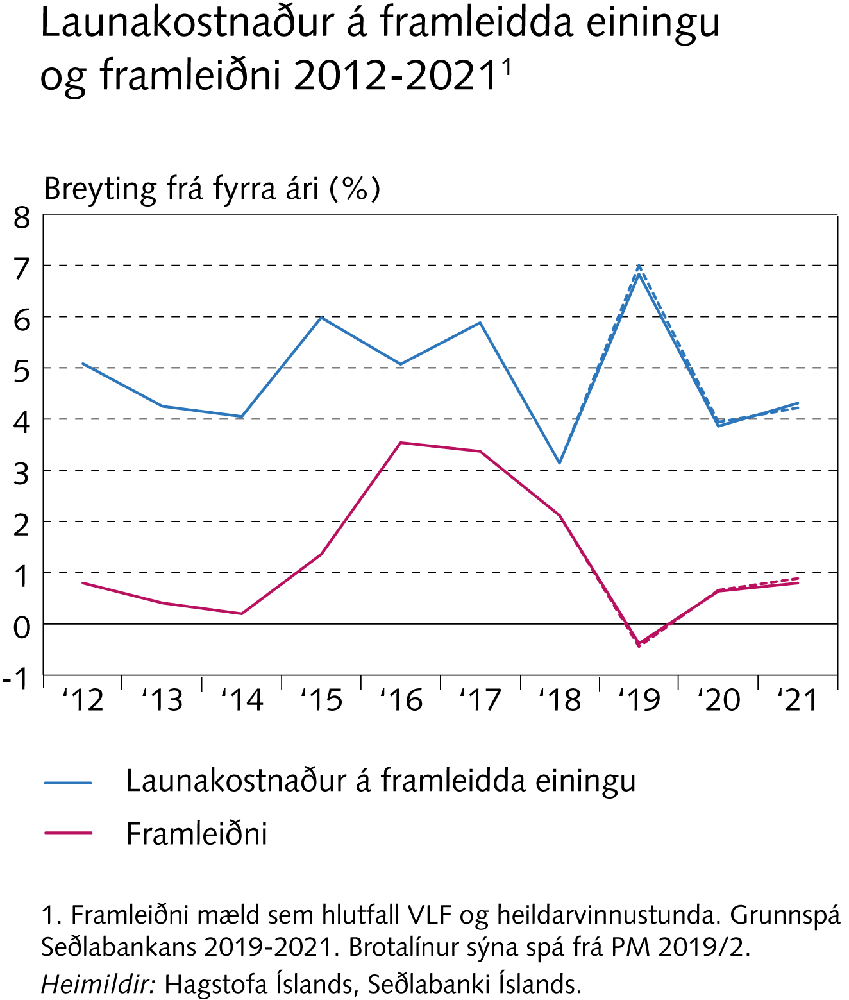 Launakostnaður á framleidda einingu
og framleiðni 2012-2021¹
Breyting frá fyrra ári (%)
8
7
6
5
4
3
2
1
0
-1
‘12 ‘13 ‘14 ‘15 ‘16 ‘17 ‘18 ‘19 ‘20 ‘21
Launakostnaður á framleidda einingu
Framleiðni
1. Framleiðni mæld sem hlutfall VLF og heildarvinnustunda. Grunnspá
Seðlabankans 2019-2021. Brotalínur sýna spá frá PM 2019/2.
Heimildir: Hagstofa Íslands, Seðlabanki Íslands.